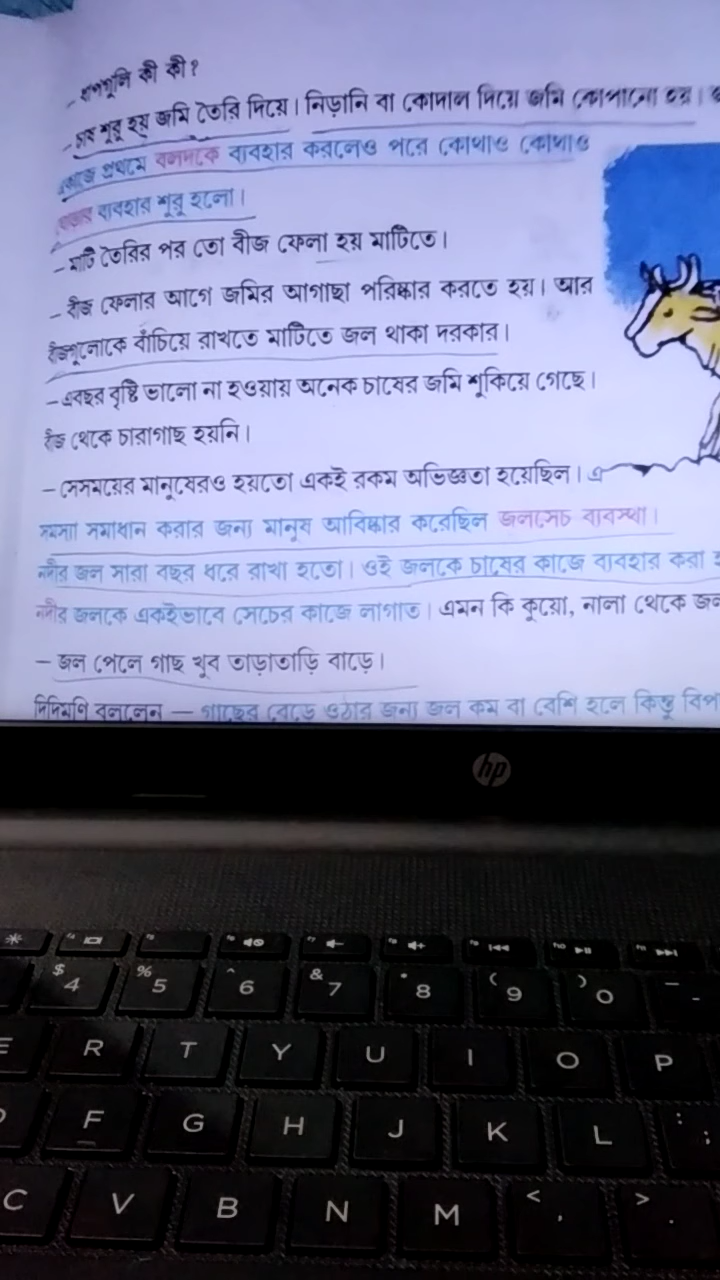 - ধাপগুলি কী কী?
- চাষ শুরু হয় জমি তৈরি দিয়ে। নিড়ানি বা কোদাল দিয়ে জমি কোপানো হয়।
কাজে প্রথমে বলদকে ব্যবহার করলেও পরে কোথাও কোথাও
ব্যবহার শুরু হলো।
- মাটি তৈরির পর তো বীজ ফেলা হয় মাটিতে।
- বীজ ফেলার আগে জমির আগাছা পরিষ্কার করতে হয়। আর
বীজগুলোকে বাঁচিয়ে রাখতে মাটিতে জল থাকা দরকার।
- এবছর বৃষ্টি ভালো না হওয়ায় অনেক চাষের জমি শুকিয়ে গেছে।
বীজ থেকে চারাগাছ হয়নি।
- সেসময়ের মানুষেরও হয়তো একই রকম অভিজ্ঞতা হয়েছিল। এ
সমস্যা সমাধান করার জন্য মানুষ আবিষ্কার করেছিল জলসেচ ব্যবস্থা।
নদীর জল সারা বছর ধরে রাখা হতো। ওই জলকে চাষের কাজে ব্যবহার করা
নদীর জলকে একইভাবে সেচের কাজে লাগাত। এমন কি কুয়ো, নালা থেকে
- জল পেলে গাছ খুব তাড়াতাড়ি বাড়ে।
দিদিমণি বললেন — গাছের বেড়ে ওঠার জন্য জল কম বা বেশি হলে কিন্তু
hp
$ 4 % 5 ^ 6 & 7 * 8 ( 9 ) 0 _ -
E R T Y U I O P
F G H J K L : ;
C V B N M < , > .